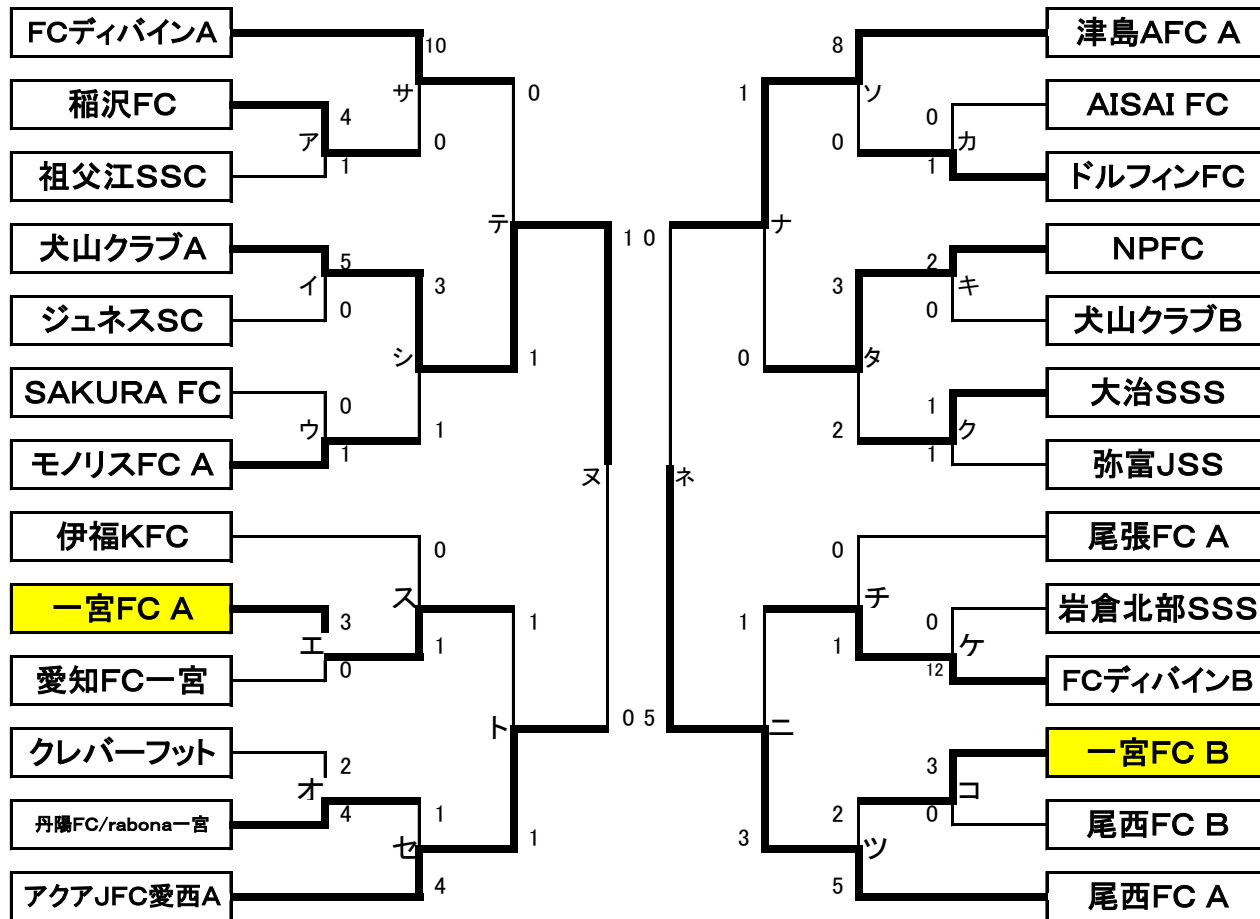 FCディバインA
10
8
津島AFC A
サ
0
1
ソ
稲沢FC
4
0
AISAI FC
ア
0
0
カ
祖父江SSC
1
1
ドルフィンFC
テ
ナ
犬山クラブA
5
1 0
2
NPFC
イ
3
3
キ
ジュネスSC
0
0
犬山クラブB
シ
1
0
タ
SAKURA FC
0
1
大治SSS
ウ
1
2
ク
モノリスFC A
1
1
弥富JSS
ヌ
ネ
伊福KFC
0
0
尾張FC A
ス
チ
一宮FC A
3
1
1
0
岩倉北部SSS
エ
1
1
ケ
愛知FC一宮
0
12
FCディバインB
ト
0 5
ニ
クレバーフット
2
3
一宮FC B
オ
コ
丹陽FC/rabona一宮
4
1
2
0
尾西FC B
セ
1
3
ツ
アクアJFC愛西A
4
5
尾西FC A